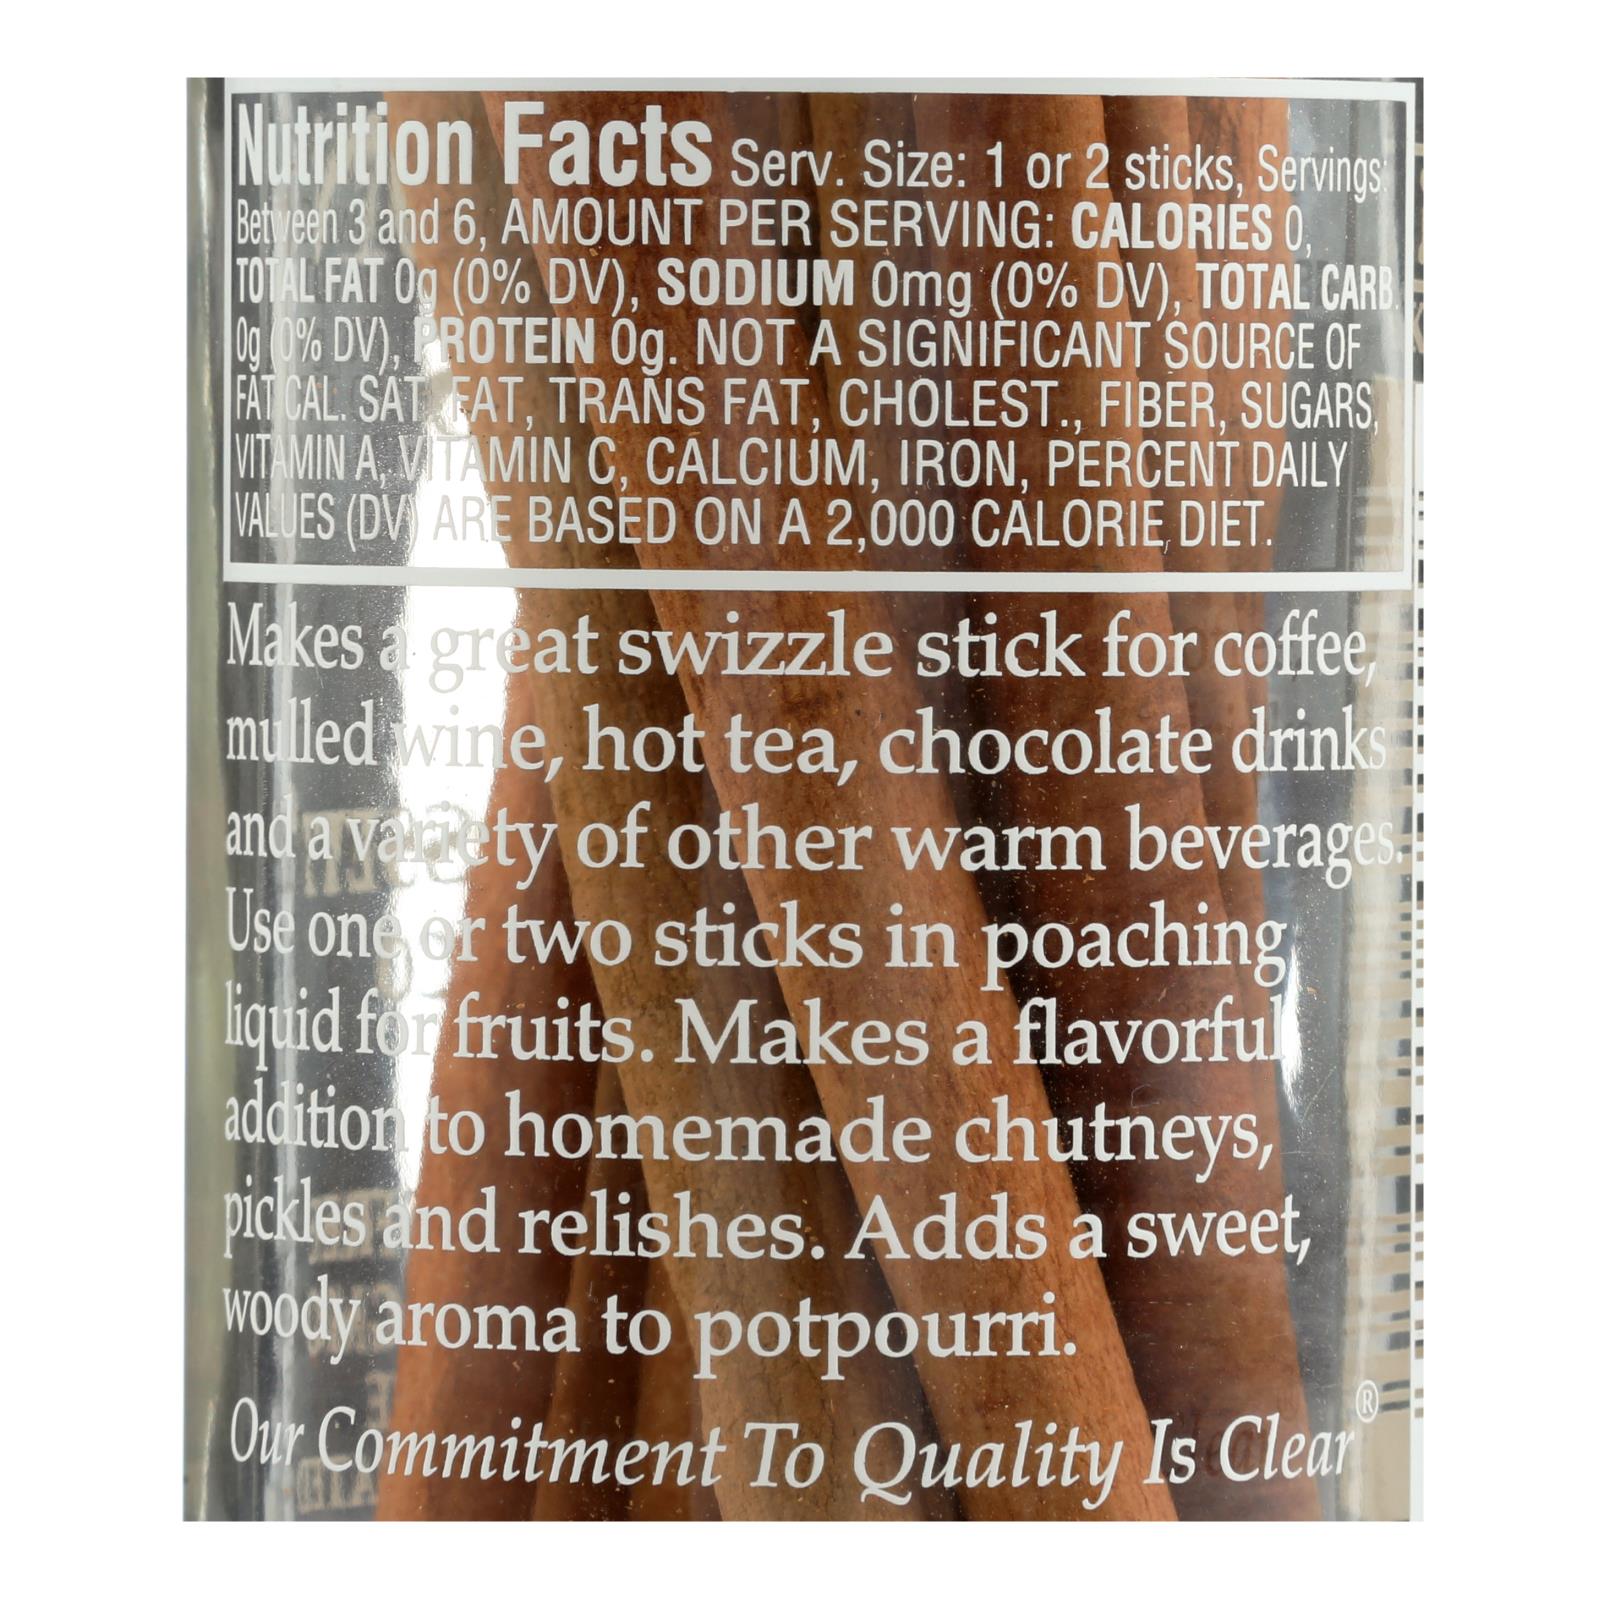 Nutrition Facts Serv. Size: 1 or 2 sticks, Servings:
Between 3 and 6, AMOUNT PER SERVING: CALORIES 0,
TOTAL FAT 0g (0% DV), SODIUM 0mg (0% DV), TOTAL CARB.
0g (0% DV), PROTEIN 0g. NOT A SIGNIFICANT SOURCE OF
FAT CAL. SAT. FAT, TRANS FAT, CHOLEST., FIBER, SUGARS,
VITAMIN A, VITAMIN C, CALCIUM, IRON, PERCENT DAILY
VALUES (DV) ARE BASED ON A 2,000 CALORIE DIET.
Makes a great swizzle stick for coffee,
mulled wine, hot tea, chocolate drinks
and a variety of other warm beverages.
Use one or two sticks in poaching
liquid for fruits. Makes a flavorful
addition to homemade chutneys,
pickles and relishes. Adds a sweet,
woody aroma to potpourri.
Our Commitment To Quality Is Clear®